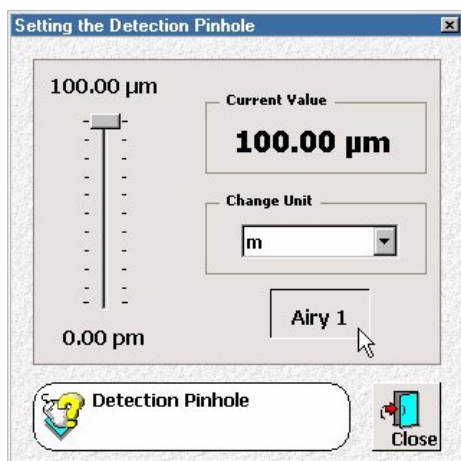 Setting the Detection Pinhole
100.00 µm
Current Value
100.00 µm
Change Unit
m
Airy 1
0.00 pm
Detection Pinhole
Close